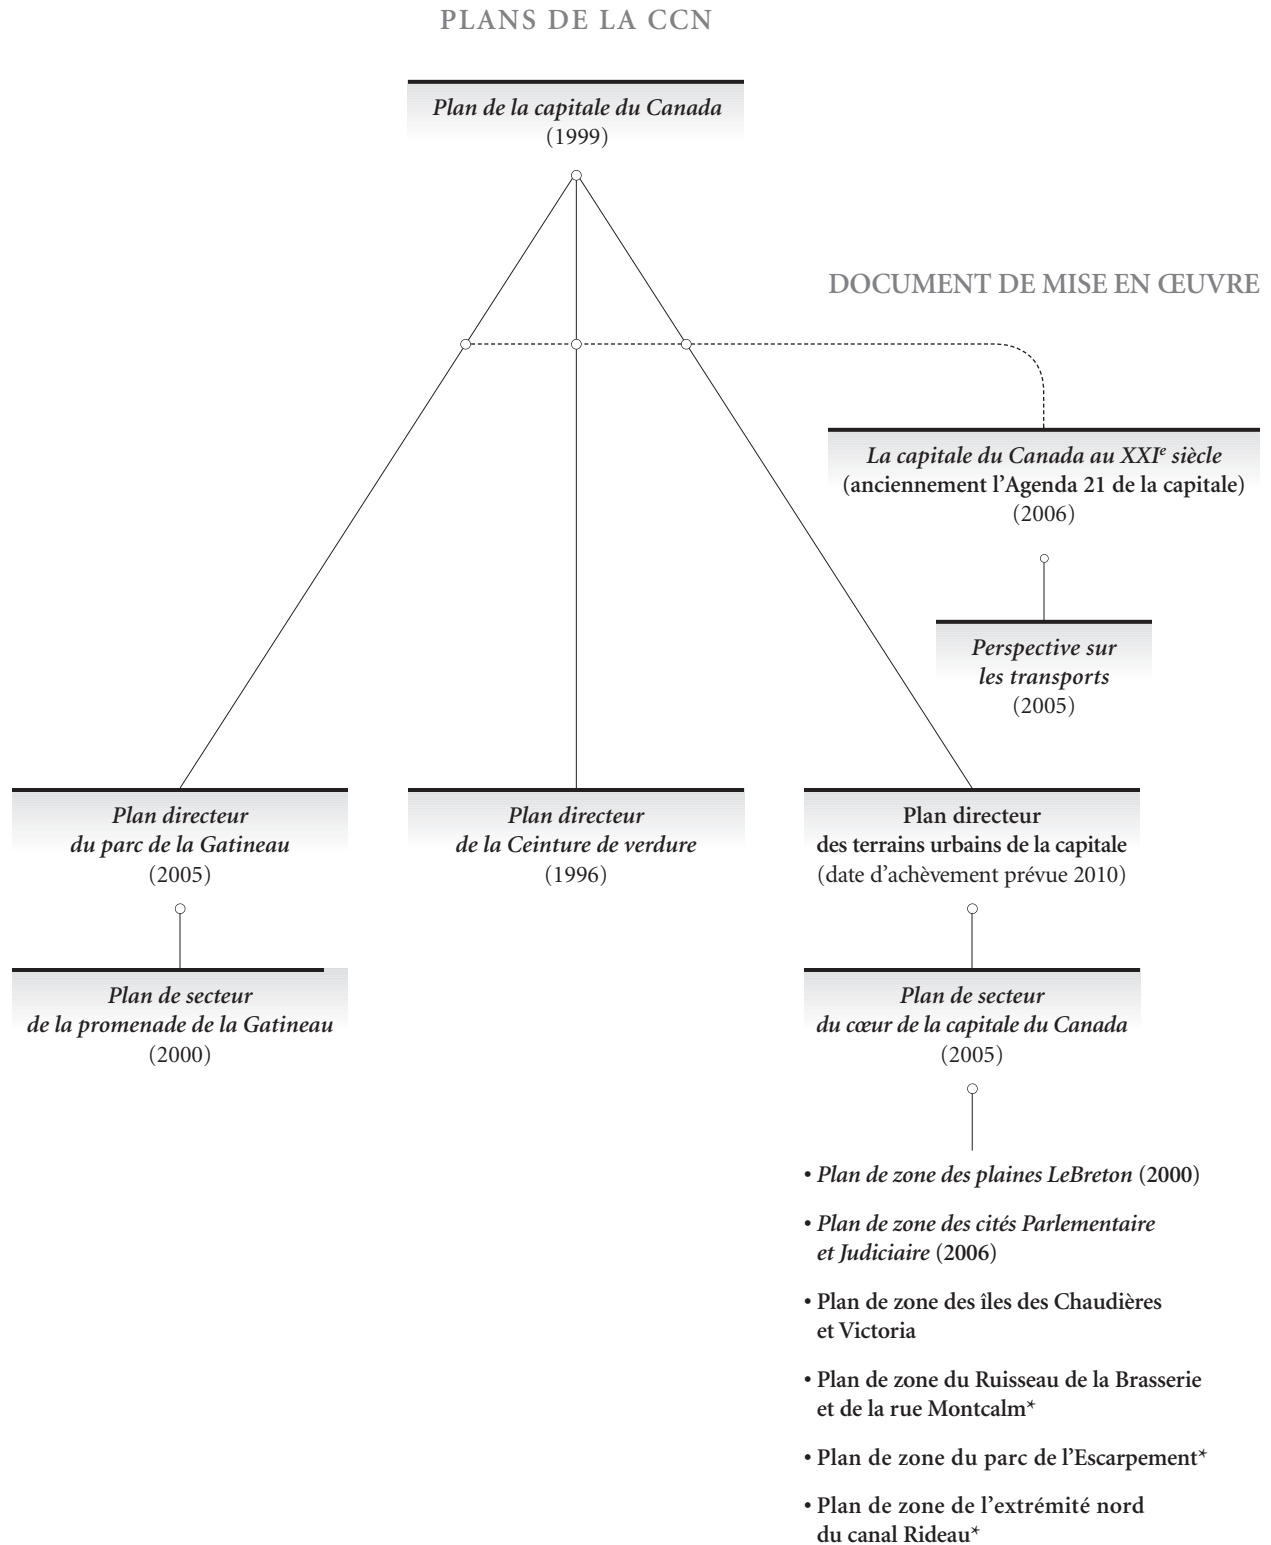 PLANS DE LA CCN
Plan de la capitale du Canada
(1999)
DOCUMENT DE MISE EN ŒUVRE
La capitale du Canada au XXIe siècle
(anciennement l’Agenda 21 de la capitale)
(2006)
Perspective sur
les transports
(2005)
Plan directeur
du parc de la Gatineau
(2005)
Plan directeur
de la Ceinture de verdure
(1996)
Plan directeur
des terrains urbains de la capitale
(date d’achèvement prévue 2010)
Plan de secteur
de la promenade de la Gatineau
(2000)
Plan de secteur
du cœur de la capitale du Canada
(2005)
• Plan de zone des plaines LeBreton (2000)
• Plan de zone des cités Parlementaire
et Judiciaire (2006)
• Plan de zone des îles des Chaudières
et Victoria
• Plan de zone du Ruisseau de la Brasserie
et de la rue Montcalm*
• Plan de zone du parc de l’Escarpement*
• Plan de zone de l’extrémité nord
du canal Rideau*